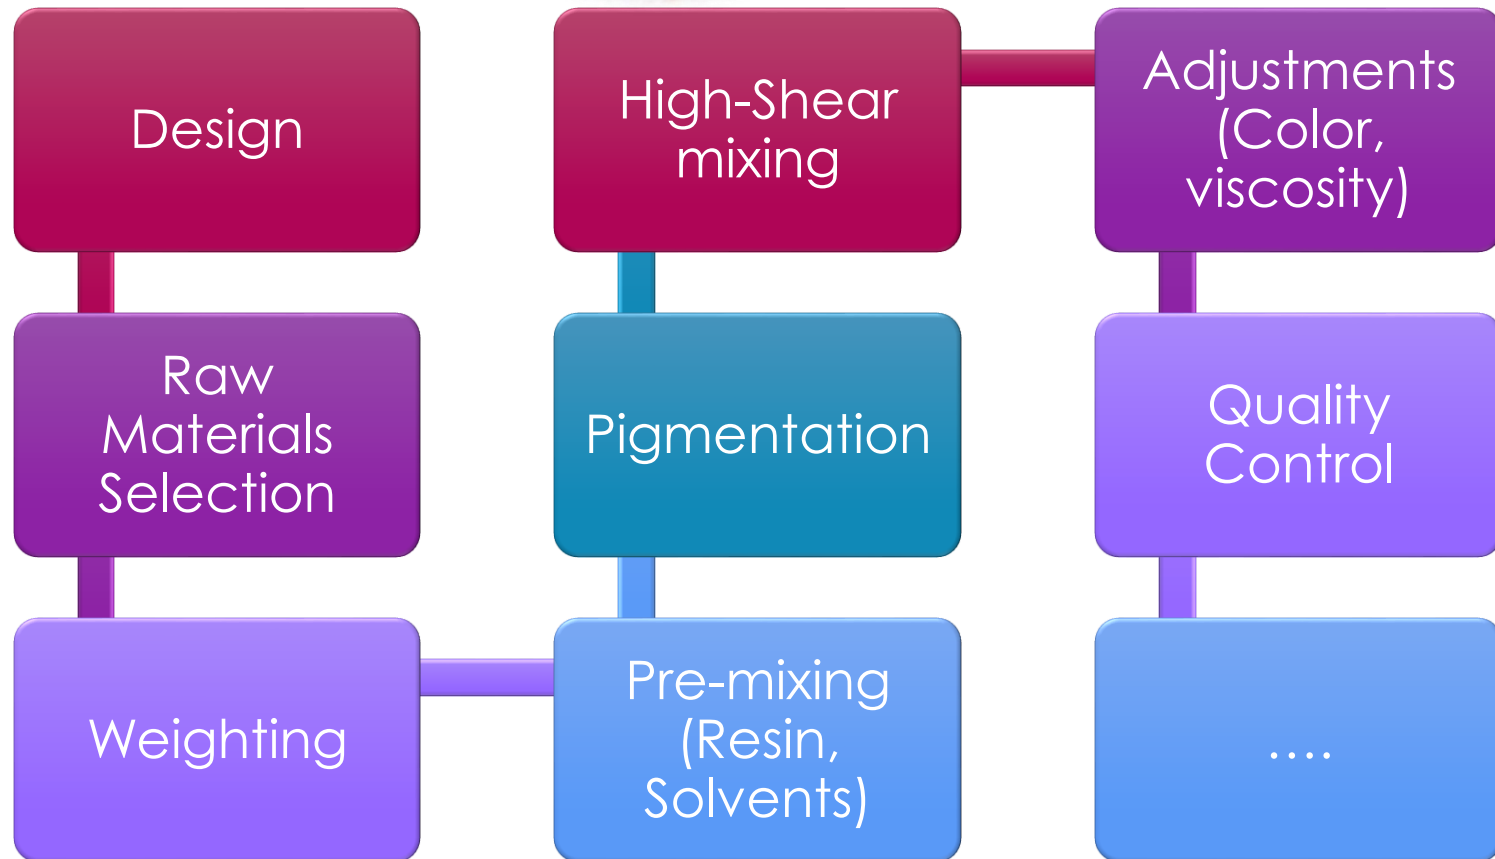 Design
Raw
Materials
Selection
Weighting
Pre-mixing
(Resin,
Solvents)
Pigmentation
High-Shear
mixing
Adjustments
(Color,
viscosity)
Quality
Control
....